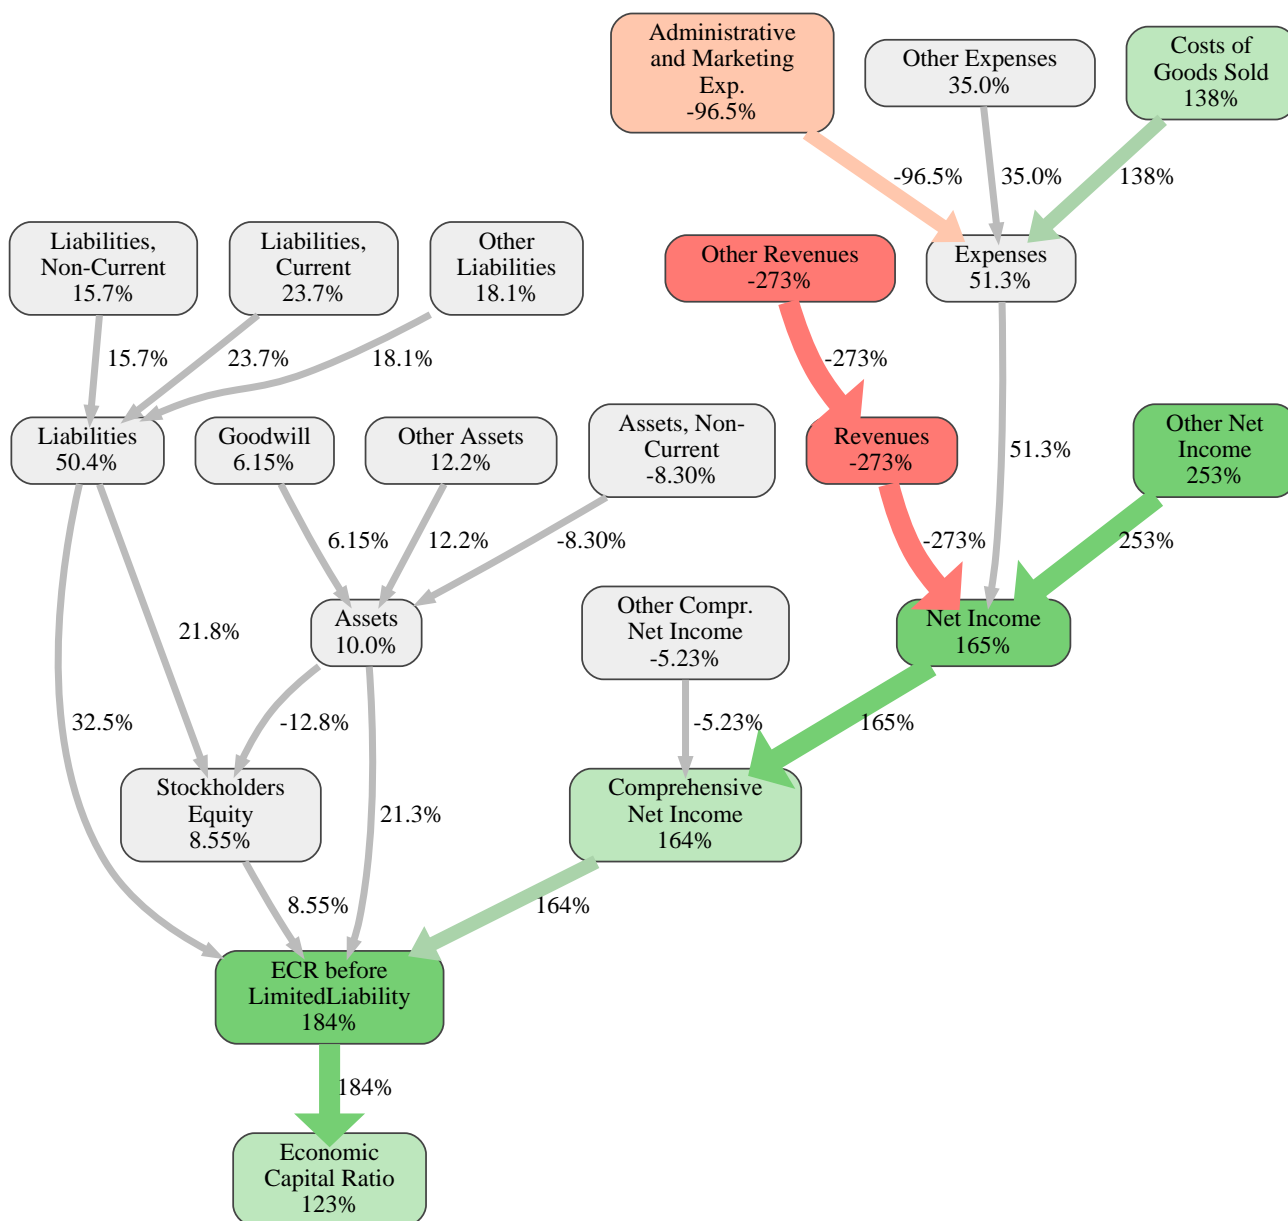 Administrative
and Marketing
Exp.
-96.5%
Other Expenses
35.0%
Costs of
Goods Sold
138%
-96.5%
35.0%
138%
Liabilities,
Non-Current
15.7%
Liabilities,
Current
23.7%
Other
Liabilities
18.1%
Other Revenues
-273%
Expenses
51.3%
15.7%
23.7%
18.1%
-273%
Liabilities
50.4%
Goodwill
6.15%
Other Assets
12.2%
Assets, Non-
Current
-8.30%
Revenues
-273%
51.3%
Other Net
Income
253%
6.15%
12.2%
-8.30%
-273%
253%
Assets
10.0%
Other Compr.
Net Income
-5.23%
Net Income
165%
21.8%
32.5%
-12.8%
-5.23%
165%
Stockholders
Equity
8.55%
21.3%
Comprehensive
Net Income
164%
8.55%
164%
ECR before
LimitedLiability
184%
184%
Economic
Capital Ratio
123%